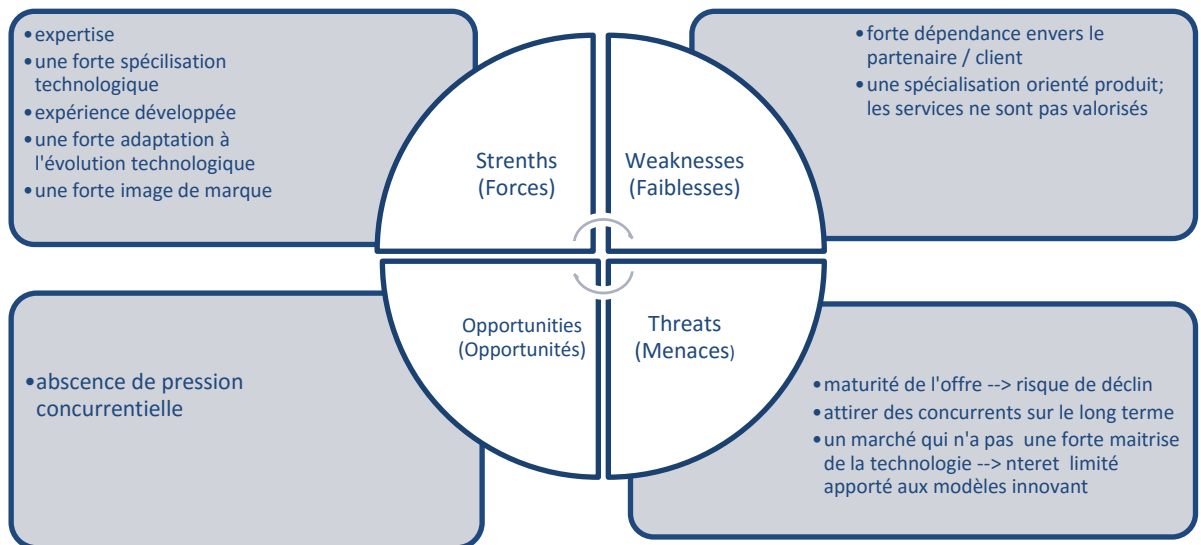 •expertise
•une forte spécilisation
technologique
•expérience développée
•une forte adaptation à
l'évolution technologique
•une forte image de marque
•forte dépendance envers le
partenaire / client
•une spécialisation orienté produit;
les services ne sont pas valorisés
Strenths
(Forces)
Weaknesses
(Faiblesses)
Opportunities
(Opportunités)
Threats
(Menaces)
•abscence de pression
concurrentielle
•maturité de l'offre --> risque de déclin
•attirer des concurrents sur le long terme
•un marché qui n'a pas une forte maitrise
de la technologie --> nteret limité
apporté aux modèles innovant